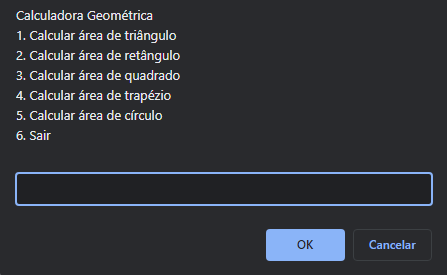 Calculadora Geométrica
1. Calcular área de triângulo
2. Calcular área de retângulo
3. Calcular área de quadrado
4. Calcular área de trapézio
5. Calcular área de círculo
6. Sair
OK Cancelar